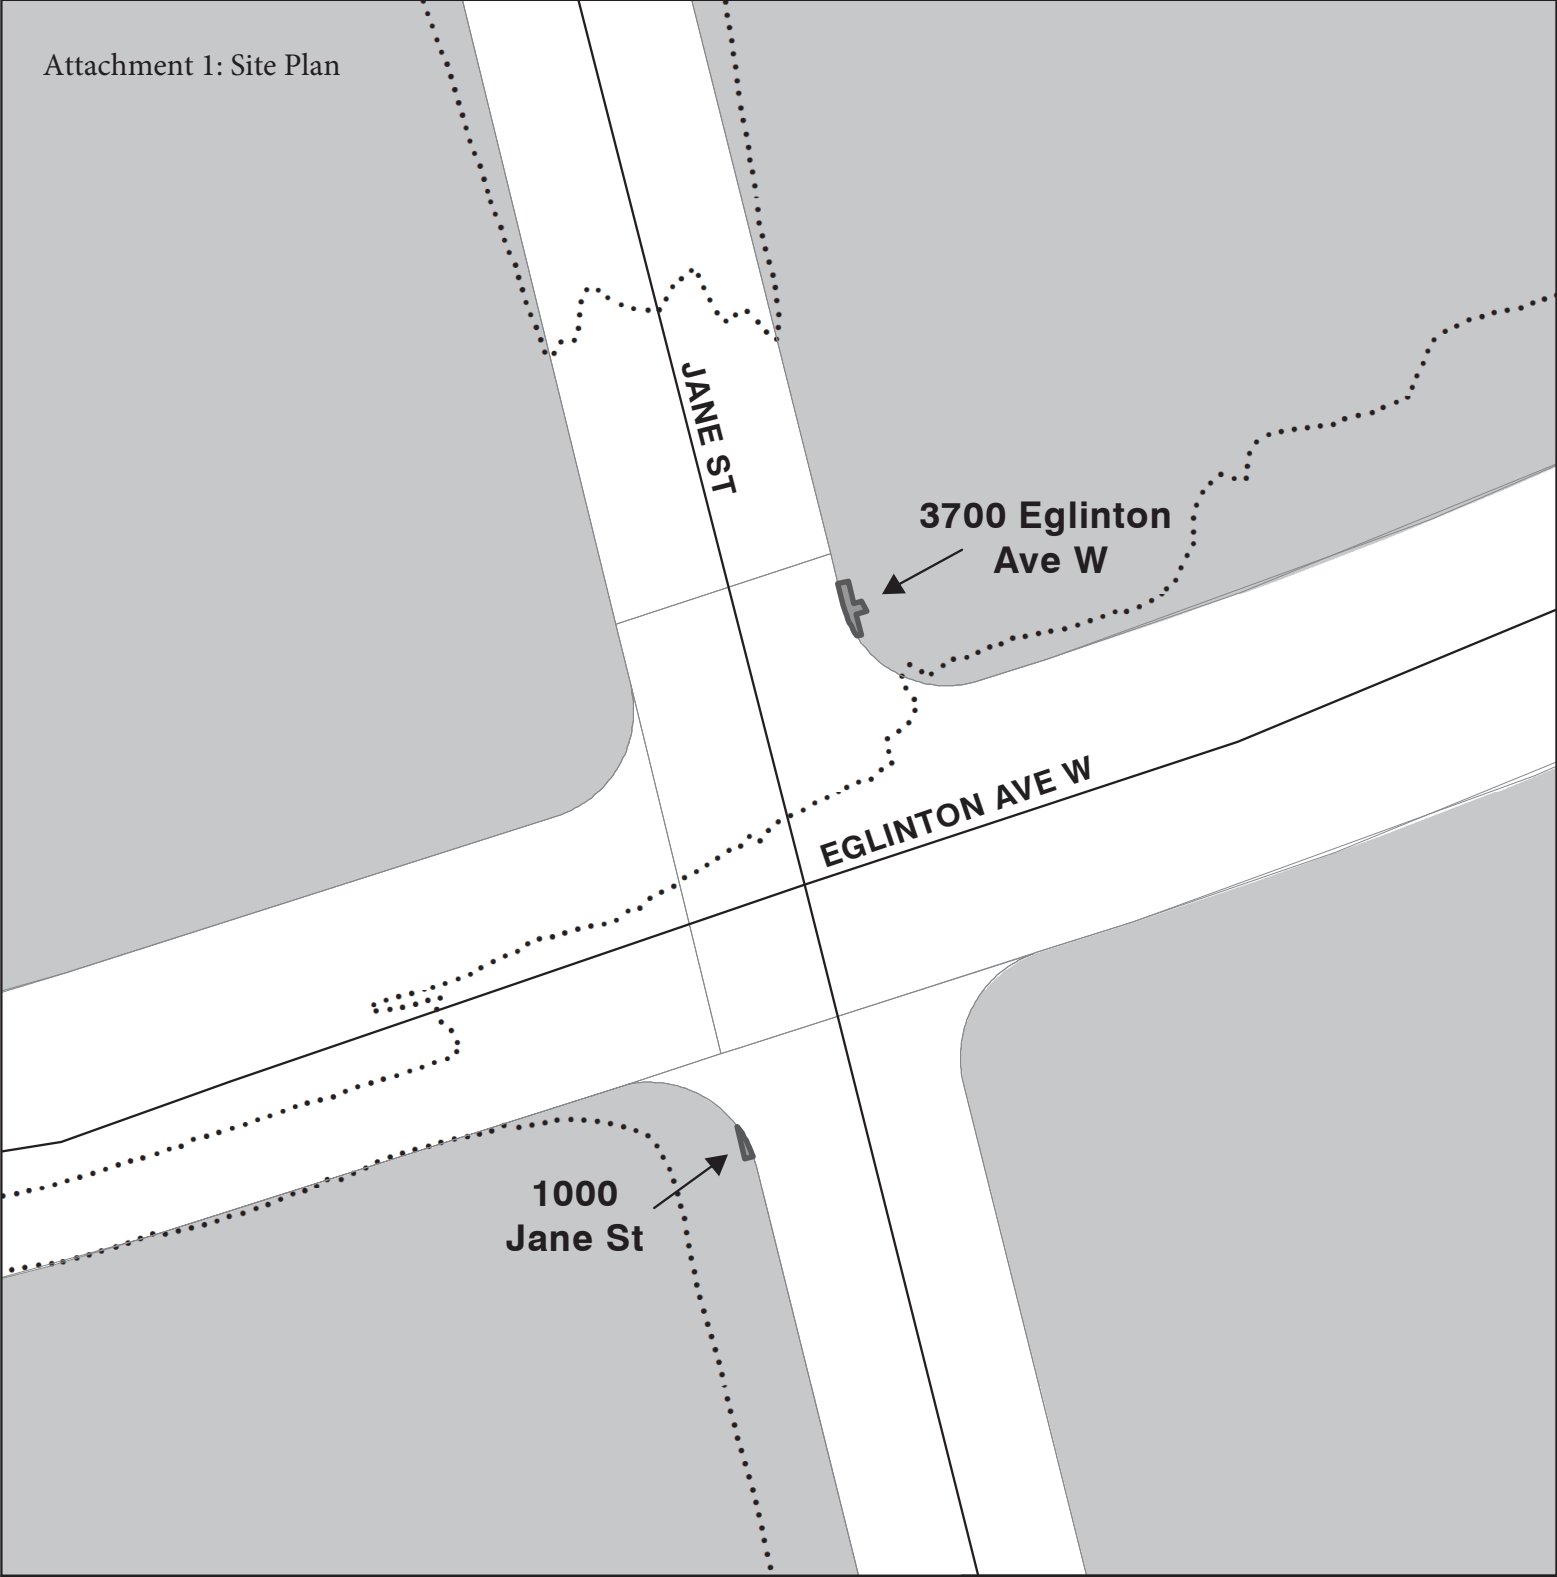 Attachment 1: Site Plan
JANE ST
3700 Eglinton
Ave W
EGLINTON AVE W
1000
Jane St